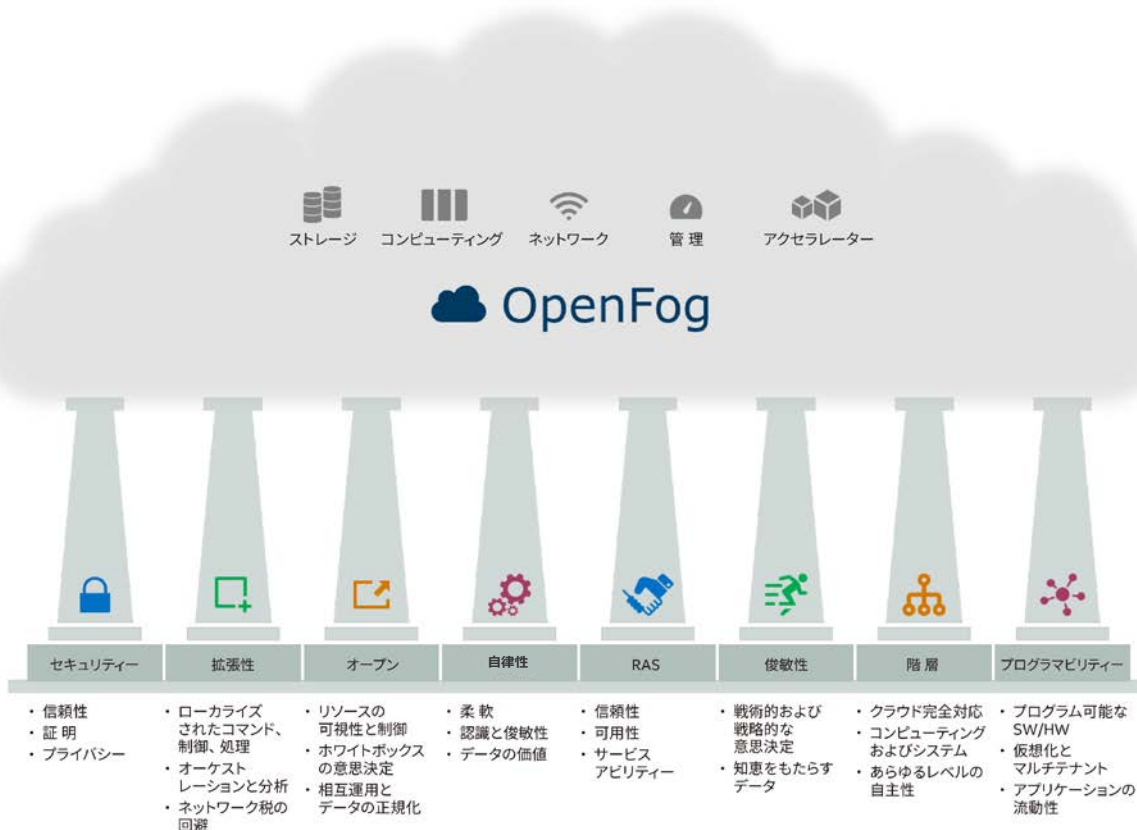 ストレージ コンピューティング ネットワーク 管 理 アクセラレーター
OpenFog
セキュリティー 拡張性 オープン 自律性 RAS 俊敏性 階 層 プログラマビリティー
・ 信頼性
・ 証 明
・ プライバシー
・ ローカライズ
されたコマンド、
制御、処理
・ オーケスト
レーションと分析
・ ネットワーク税の
回避
・ リソースの
可視性と制御
・ ホワイトボックス
の意思決定
・ 相互運用と
データの正規化
・ 柔 軟
・ 認識と俊敏性
・ データの価値
・ 信頼性
・ 可用性
・ サービス
アビリティー
・ 戦術的および
戦略的な
意思決定
・ 知恵をもたらす
データ
・ クラウド完全対応
・ コンピューティング
およびシステム
・ あらゆるレベルの
自主性
・ プログラム可能な
SW/HW
・ 仮想化と
マルチテナント
・ アプリケーションの
流動性